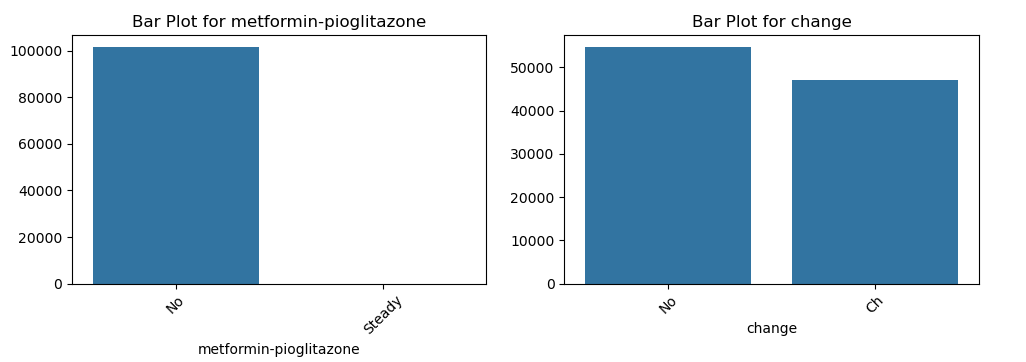 Bar Plot for metformin-pioglitazone
100000
80000
60000
40000
20000
0
No
Steady
metformin-pioglitazone
Bar Plot for change
50000
40000
30000
20000
10000
0
No
Ch
change